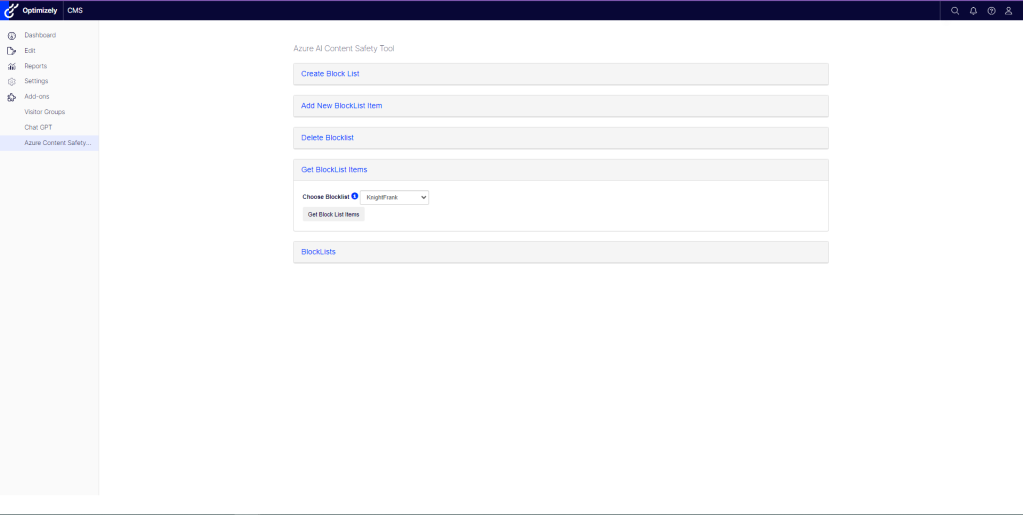 Optimizely CMS
Dashboard
Edit
Reports
Settings
Add-ons
Visitor Groups
Chat GPT
Azure Content Safety...
Azure AI Content Safety Tool
Create Block List
Add New BlockList Item
Delete Blocklist
Get BlockList Items
Choose Blocklist KnightFrank
Get Block List Items
BlockLists